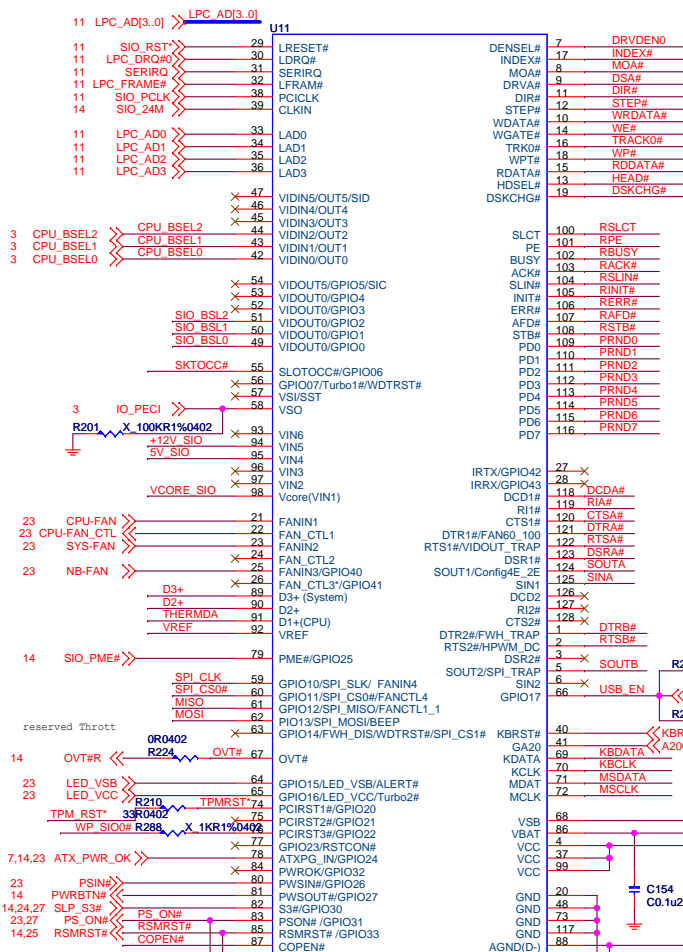 11 LPC_AD[3..0] LPC_AD[3..0]
U11
11 SIO_RST* 29 LRESET# DENSEL# 7 DRVDEN0
11 LPC_DRQ#0 30 LDRQ# INDEX# 17 INDEX#
11 SERIRQ 31 SERIRQ MOA# 8 MOA#
11 LPC_FRAME# 32 LFRAM# DRVA# 9 DSA#
11 SIO_PCLK 38 PCICLK DIR# 11 DIR#
14 SIO_24M 39 CLKIN STEP# 12 STEP#
WDATA# 10 WRDATA#
11 LPC_AD0 33 LAD0 WGATE# 14 WE#
11 LPC_AD1 34 LAD1 TRK0# 16 TRACK0#
11 LPC_AD2 35 LAD2 WPT# 18 WP#
11 LPC_AD3 36 LAD3 RDATA# 15 RDDATA#
HDSEL# 13 HEAD#
47 VIDIN5/OUT5/SID DSKCHG# 19 DSKCHG#
46 VIDIN4/OUT4
45 VIDIN3/OUT3
3 CPU_BSEL2 CPU_BSEL2 44 VIDIN2/OUT2 SLCT 100 RSLCT
3 CPU_BSEL1 CPU_BSEL1 43 VIDIN1/OUT1 PE 101 RPE
3 CPU_BSEL0 CPU_BSEL0 42 VIDIN0/OUT0 BUSY 102 RBUSY
ACK# 103 RACK#
54 VIDOUT5/GPIO5/SIC SLIN# 104 RSLIN#
53 VIDOUT0/GPIO4 INIT# 105 RINIT#
52 VIDOUT0/GPIO3 ERR# 106 RERR#
SIO_BSL2 51 VIDOUT0/GPIO2 AFD# 107 RAFD#
SIO_BSL1 50 VIDOUT0/GPIO1 STB# 108 RSTB#
SIO_BSL0 49 VIDOUT0/GPIO0 PD0 109 PRND0
PD1 110 PRND1
SKTOCC# 55 SLOTOCC#/GPIO06 PD2 111 PRND2
56 GPIO07/Turbo1#/WDTRST# PD3 112 PRND3
57 VSI/SST PD4 113 PRND4
3 IO_PECI 58 VSO PD5 114 PRND5
PD6 115 PRND6
R201 X_100KR1%0402 93 VIN6 PD7 116 PRND7
+12V_SIO 94 VIN5
5V_SIO 95 VIN4
96 VIN3 IRTX/GPIO42 27
97 VIN2 IRRX/GPIO43 28
VCORE_SIO 98 Vcore(VIN1) DCD1# 118 DCDA#
RI1# 119 RIA#
23 CPU-FAN 21 FANIN1 CTS1# 120 CTSA#
23 CPU-FAN_CTL 22 FAN_CTL1 DTR1#/FAN60_100 121 DTRA#
23 SYS-FAN 23 FANIN2 RTS1#/VIDOUT_TRAP 122 RTSA#
24 FAN_CTL2 DSR1# 123 DSRA#
23 NB-FAN 25 FANIN3/GPIO40 SOUT1/Config4E_2E 124 SOUTA
26 FAN_CTL3*/GPIO41 SIN1 125 SINA
D3+ 89 D3+ (System) DCD2 126
D2+ 90 D2+ RI2# 127
THERMDA 91 D1+(CPU) CTS2# 128
VREF 92 VREF DTR2#/FWH_TRAP 1 DTRB#
RTS2#/HPWM_DC 2 RTSB#
14 SIO_PME# 79 PME#/GPIO25 DSR2# 3
SOUT2/SPI_TRAP 5 SOUTB
SPI_CLK 59 GPIO10/SPI_SLK/ FANIN4 SIN2 6
SPI_CS0# 60 GPIO11/SPI_CS0#/FANCTL4 GPIO17 66 USB_EN
MISO 61 GPIO12/SPI_MISO/FANCTL1_1
MOSI 62 PIO13/SPI_MOSI/BEEP
reserved Thrott 63 GPIO14/FWH_DIS/WDTRST#/SPI_CS1# KBRST# 40
GA20 41
14 OVT#R R224 0R0402 OVT# 67 OVT# KDATA 69 KBDATA
KCLK 70 KBCLK
23 LED_VSB 64 GPIO15/LED_VSB/ALERT# MDAT 71 MSDATA
23 LED_VCC 65 GPIO16/LED_VCC/Turbo2# MCLK 72 MSCLK
R210 TPMRST* 74 PCIRST1#/GPIO20
TPM_RST* 33R0402 75 PCIRST2#/GPIO21 VSB 68
WP_SIO0# R288 X_1KR1%0402 76 PCIRST3#/GPIO22 VBAT 86
77 GPIO23/RSTCON# VCC 4
7,14,23 ATX_PWR_OK 78 ATXPG_IN/GPIO24 VCC 37
84 PWROK/GPIO32 VCC 99
23 PSIN# 80 PWSIN#/GPIO26
14 PWRBTN# 81 PWSOUT#/GPIO27 GND 20
14,24,27 SLP_S3# 82 S3#/GPIO30 GND 48
23,27 PS_ON# PS_ON# 83 PSON# /GPIO31 GND 73
14,25 RSMRST# RSMRST# 85 RSMRST# /GPIO33 GND 117
COPEN# 87 COPEN# AGND(D-) 88
C154
C0.1u2